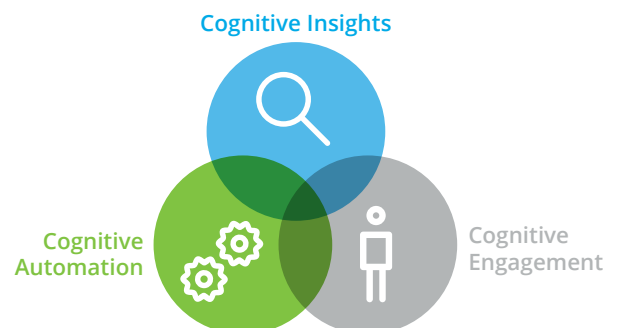 Cognitive Insights
Cognitive
Automation
Cognitive
Engagement